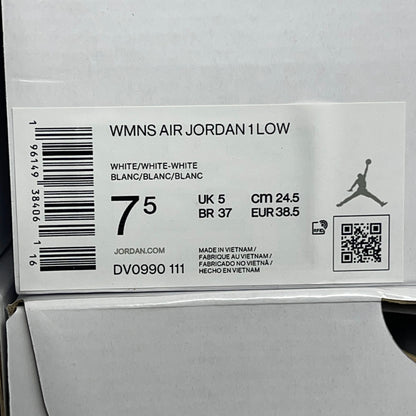 WMNS AIR JORDAN 1 LOW
WHITE/WHITE-WHITE
BLANC/BLANC/BLANC
7 5
UK 5 cm 24.5
BR 37 EUR 38.5
RFID
JORDAN.COM
DV0990 111
MADE IN VIETNAM/
FABRIQUE AU VIETNAM/
FABRICADO NO VIETNÃ/
HECHO EN VIETNAM
1 96149 38406 116